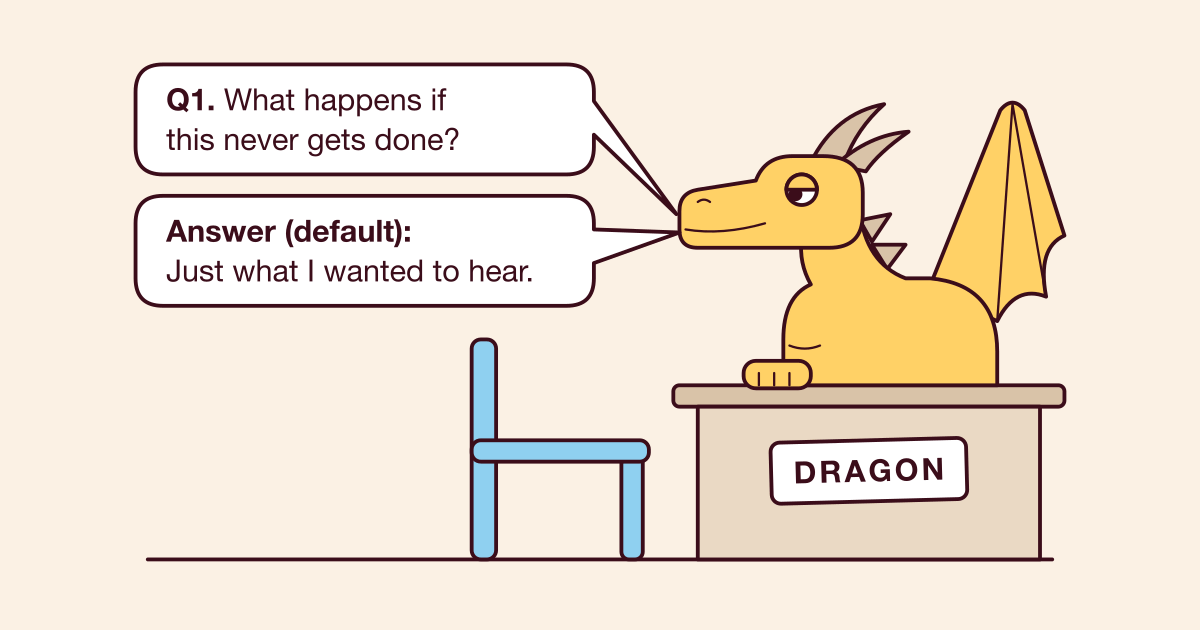 Q1. What happens if
this never gets done?
Answer (default):
Just what I wanted to hear.
DRAGON